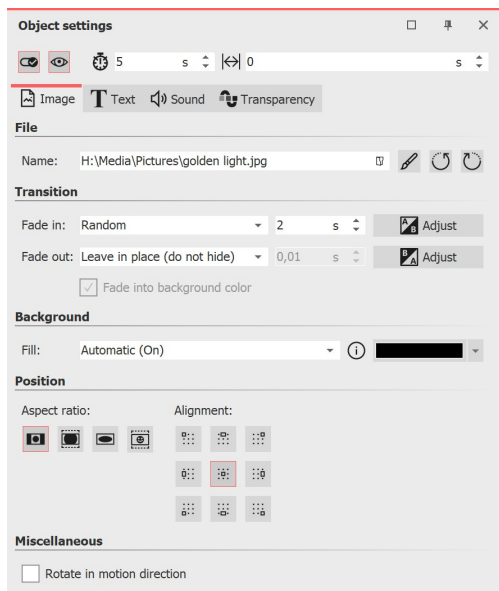 Object settings
5 s 0 s
Image Text Sound Transparency
File
Name: H:\Media\Pictures\golden light.jpg
Transition
Fade in: Random 2 s Adjust
Fade out: Leave in place (do not hide) 0,01 s Adjust
Fade into background color
Background
Fill: Automatic (On)
Position
Aspect ratio: Alignment:
Miscellaneous
Rotate in motion direction